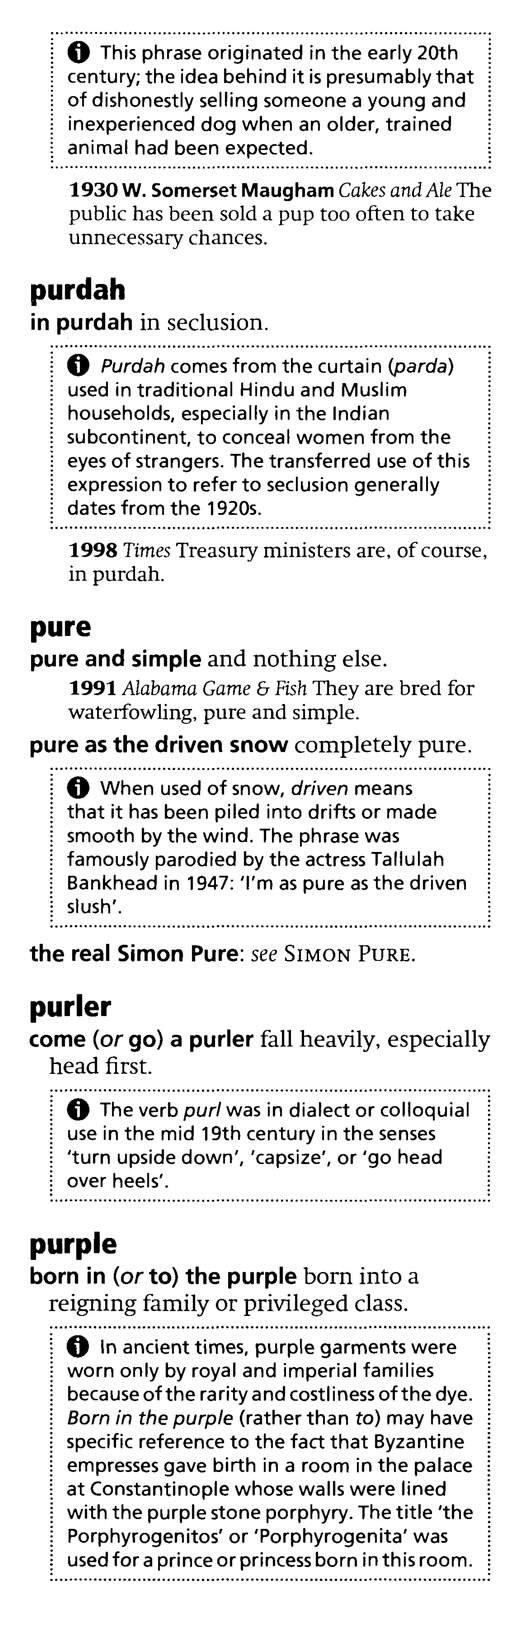 This phrase originated in the early 20th
century; the idea behind it is presumably that
of dishonestly selling someone a young and
inexperienced dog when an older, trained
animal had been expected.
1930 W. Somerset Maugham Cakes and Ale The
public has been sold a pup too often to take
unnecessary chances.
purdah
in purdah in seclusion.
Purdah comes from the curtain (parda)
used in traditional Hindu and Muslim
households, especially in the Indian
subcontinent, to conceal women from the
eyes of strangers. The transferred use of this
expression to refer to seclusion generally
dates from the 1920s.
1998 Times Treasury ministers are, of course,
in purdah.
pure
pure and simple and nothing else.
1991 Alabama Game & Fish They are bred for
waterfowling, pure and simple.
pure as the driven snow completely pure.
When used of snow, driven means
that it has been piled into drifts or made
smooth by the wind. The phrase was
famously parodied by the actress Tallulah
Bankhead in 1947: 'I'm as pure as the driven
slush'.
the real Simon Pure: see SIMON PURE.
purler
come (or go) a purler fall heavily, especially
head first.
The verb purl was in dialect or colloquial
use in the mid 19th century in the senses
'turn upside down', 'capsize', or 'go head
over heels'.
purple
born in (or to) the purple born into a
reigning family or privileged class.
In ancient times, purple garments were
worn only by royal and imperial families
because of the rarity and costliness of the dye.
Born in the purple (rather than to) may have
specific reference to the fact that Byzantine
empresses gave birth in a room in the palace
at Constantinople whose walls were lined
with the purple stone porphyry. The title 'the
Porphyrogenitos' or 'Porphyrogenita' was
used for a prince or princess born in this room.